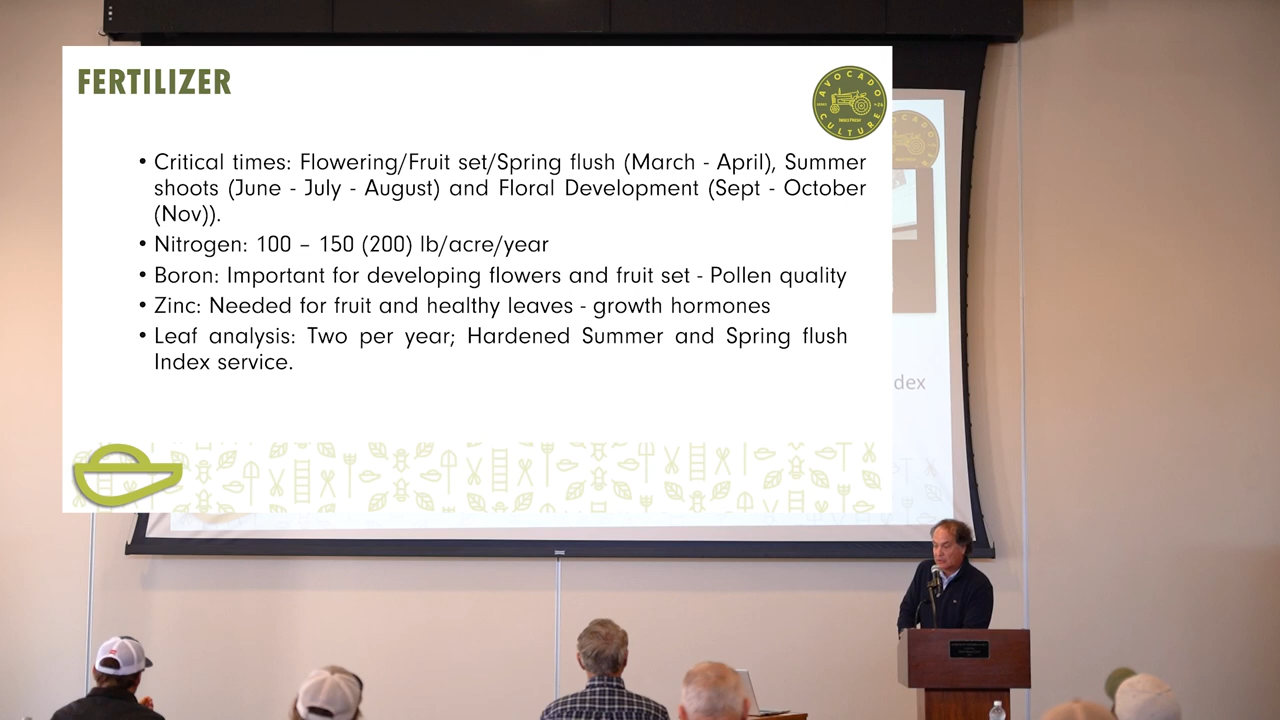 FERTILIZER
AVOCADO
CULTURE
• Critical times: Flowering/Fruit set/Spring flush (March - April), Summer
shoots (June - July - August) and Floral Development (Sept - October
(Nov)).
• Nitrogen: 100 – 150 (200) lb/acre/year
• Boron: Important for developing flowers and fruit set - Pollen quality
• Zinc: Needed for fruit and healthy leaves - growth hormones
• Leaf analysis: Two per year; Hardened Summer and Spring flush
Index service.
dex